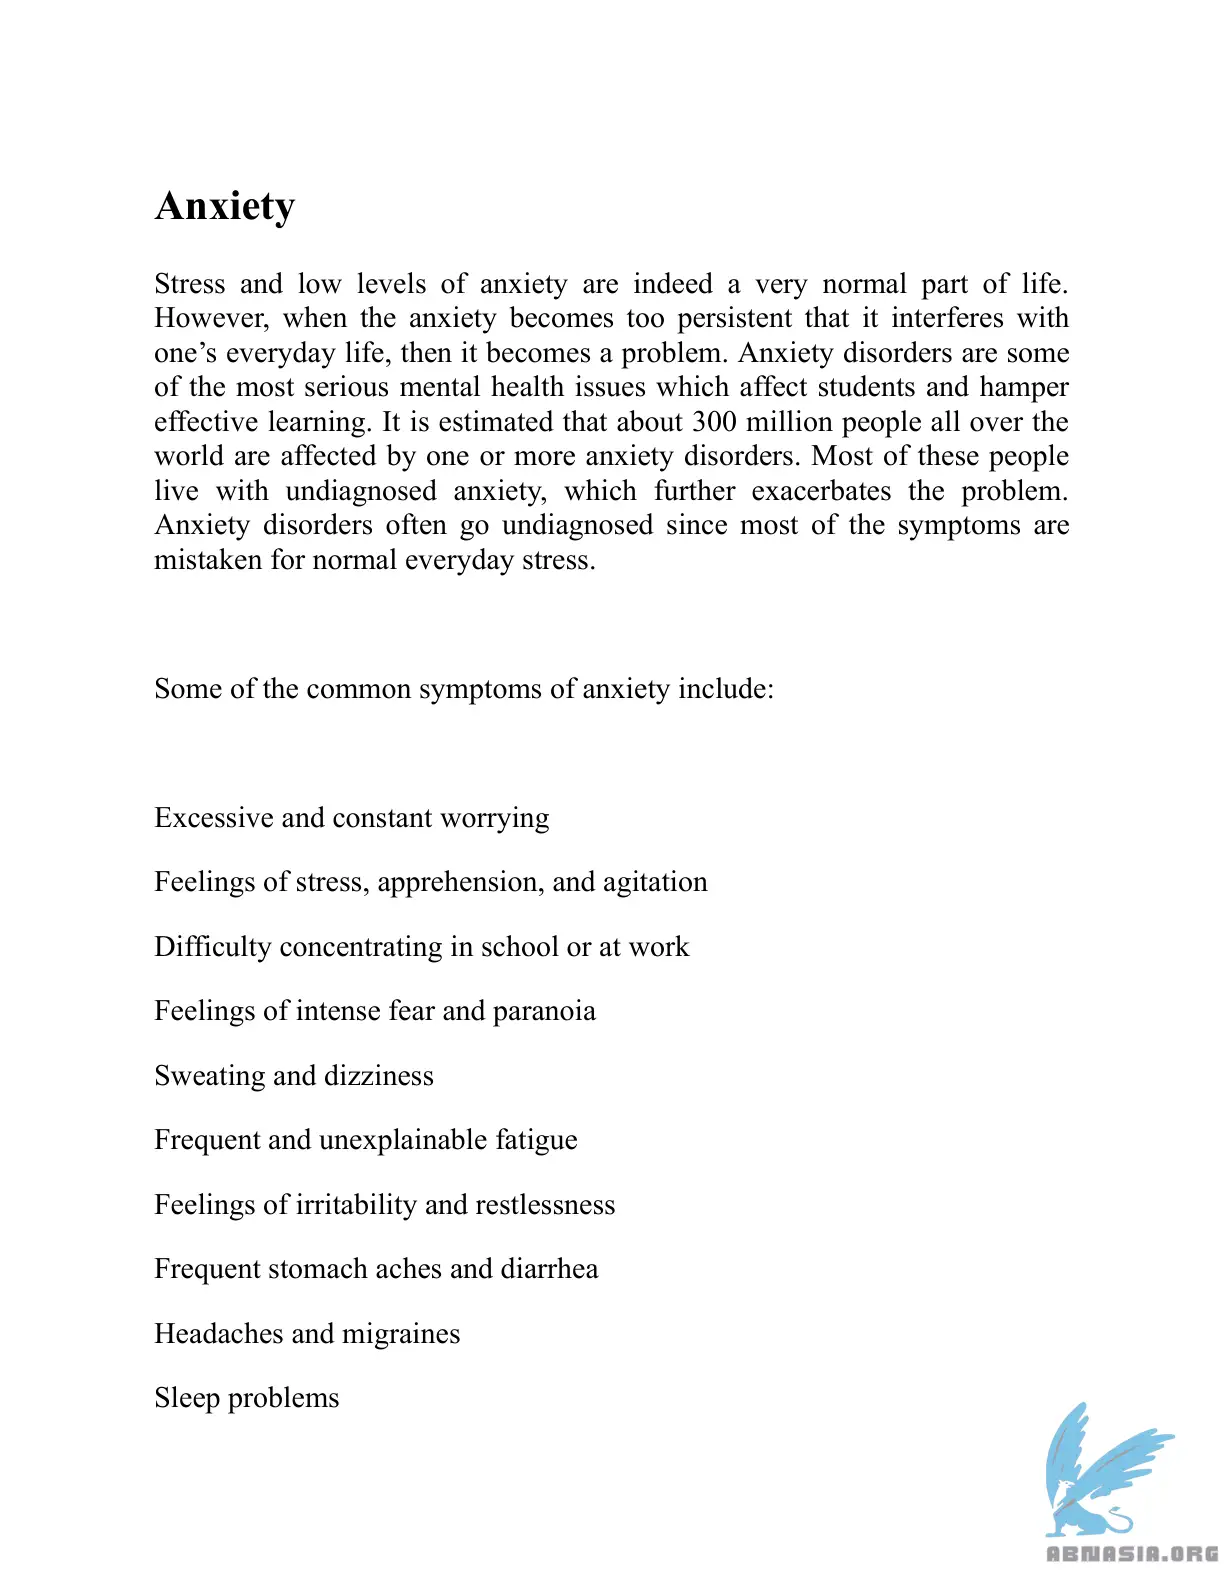 Anxiety
Stress and low levels of anxiety are indeed a very normal part of life.
However, when the anxiety becomes too persistent that it interferes with
one’s everyday life, then it becomes a problem. Anxiety disorders are some
of the most serious mental health issues which affect students and hamper
effective learning. It is estimated that about 300 million people all over the
world are affected by one or more anxiety disorders. Most of these people
live with undiagnosed anxiety, which further exacerbates the problem.
Anxiety disorders often go undiagnosed since most of the symptoms are
mistaken for normal everyday stress.
Some of the common symptoms of anxiety include:
Excessive and constant worrying
Feelings of stress, apprehension, and agitation
Difficulty concentrating in school or at work
Feelings of intense fear and paranoia
Sweating and dizziness
Frequent and unexplainable fatigue
Feelings of irritability and restlessness
Frequent stomach aches and diarrhea
Headaches and migraines
Sleep problems
ABNASIA.ORG